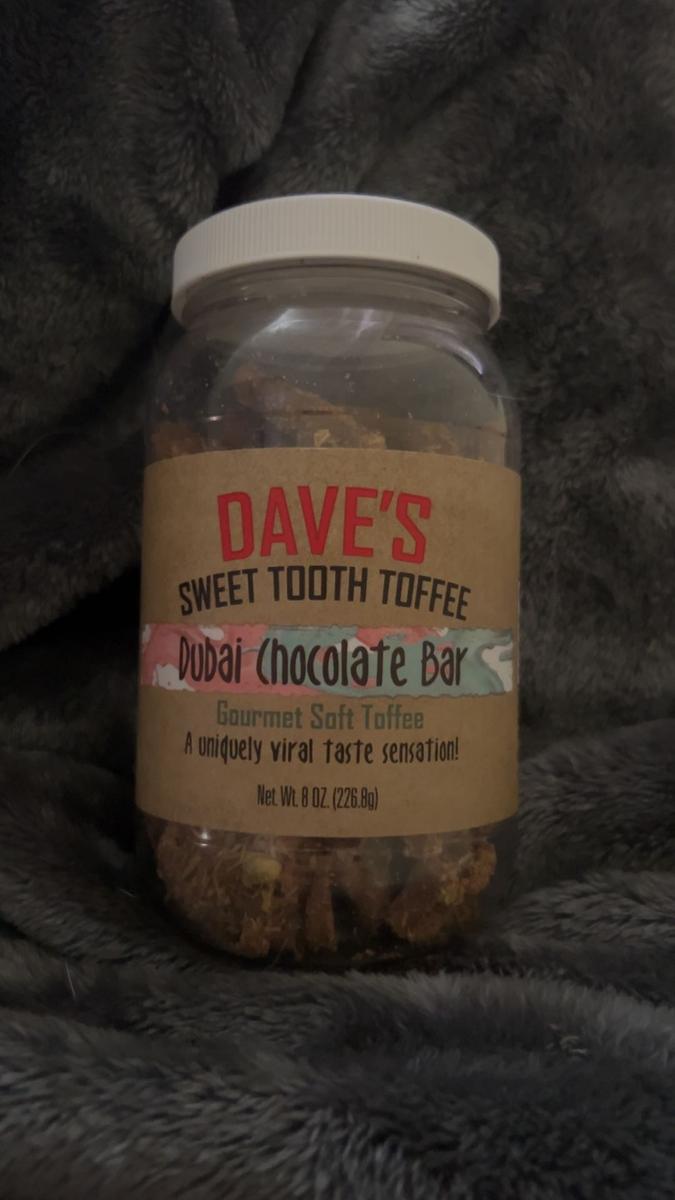 DAVE'S
SWEET TOOTH TOFFEE
Dubai Chocolate Bar
Gourmet Soft Toffee
A uniquely viral taste sensation!
Net. Wt. 8 OZ. (226.8g)